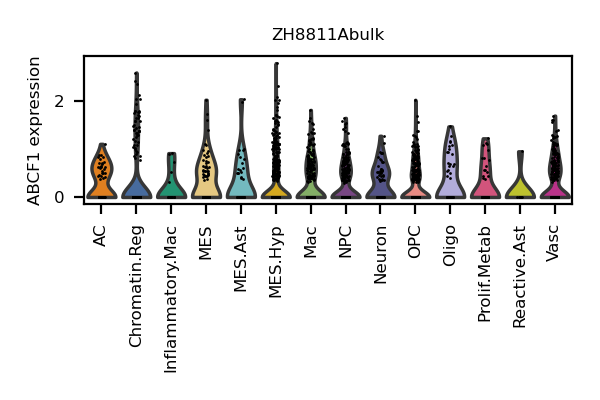 ZH8811Abulk
ABCF1 expression
2
0
AC
Chromatin.Reg
Inflammatory.Mac
MES
MES.Ast
MES.Hyp
Mac
NPC
Neuron
OPC
Oligo
Prolif.Metab
Reactive.Ast
Vasc